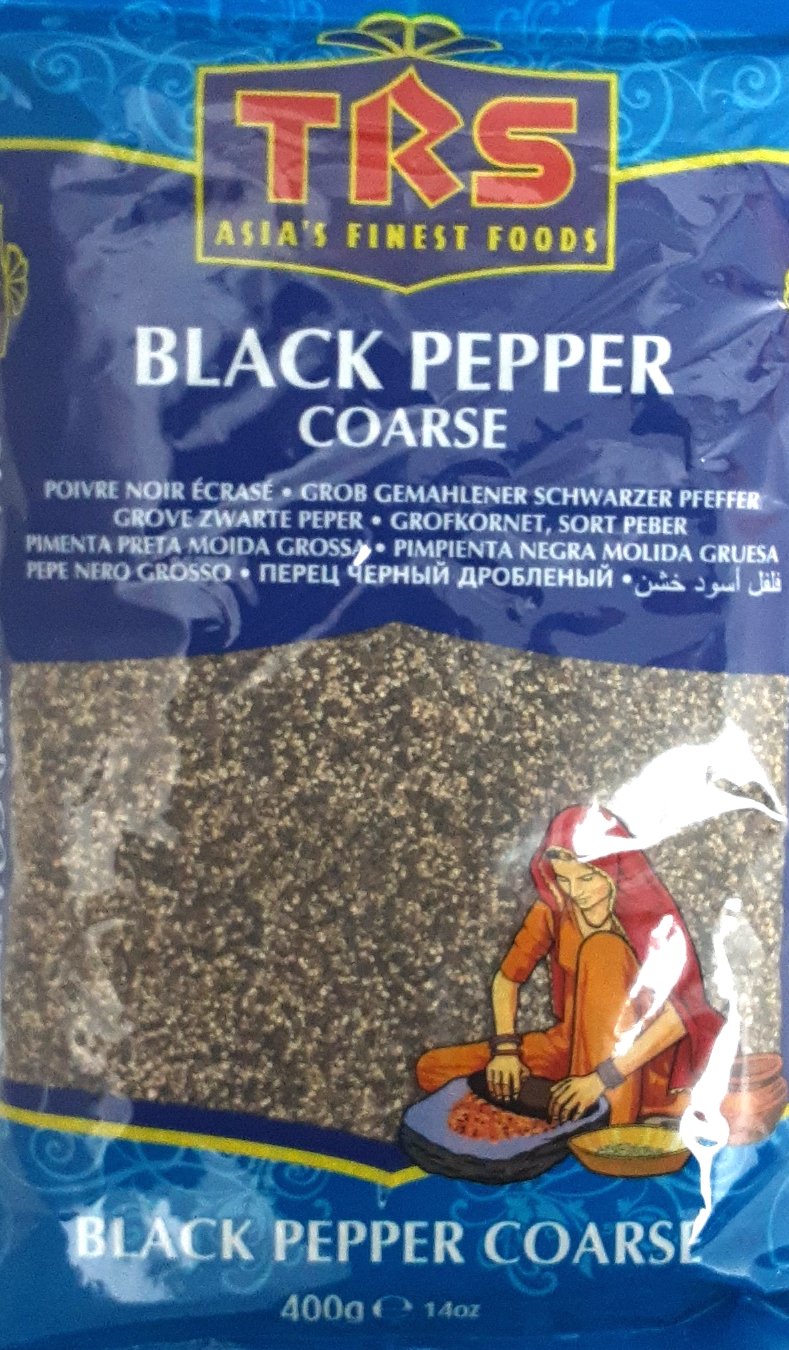 TRS
ASIA'S FINEST FOODS
BLACK PEPPER
COARSE
POIVRE NOIR ÉCRASÉ • GROB GEMAHLENER SCHWARZER PFEFFER
GROVE ZWARTE PEPER • GROFKORNET, SORT PEBER
PIMENTA PRETA MOIDA GROSSA • PIMPIENTA NEGRA MOLIDA GRUESA
PEPE NERO GROSSO • ПЕРЕЦ ЧЕРНЫЙ ДРОБЛЕНЫЙ • فلفل أسود خشن
BLACK PEPPER COARSE
400g ℮ 14oz